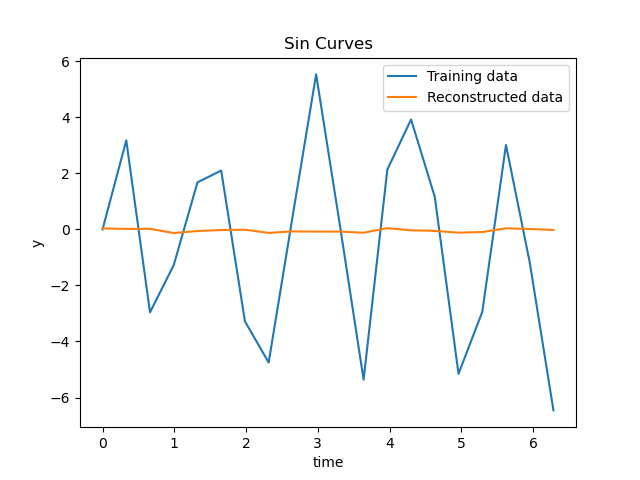 Sin Curves
Training data
Reconstructed data
6
4
2
0
−2
−4
−6
y
0 1 2 3 4 5 6
time